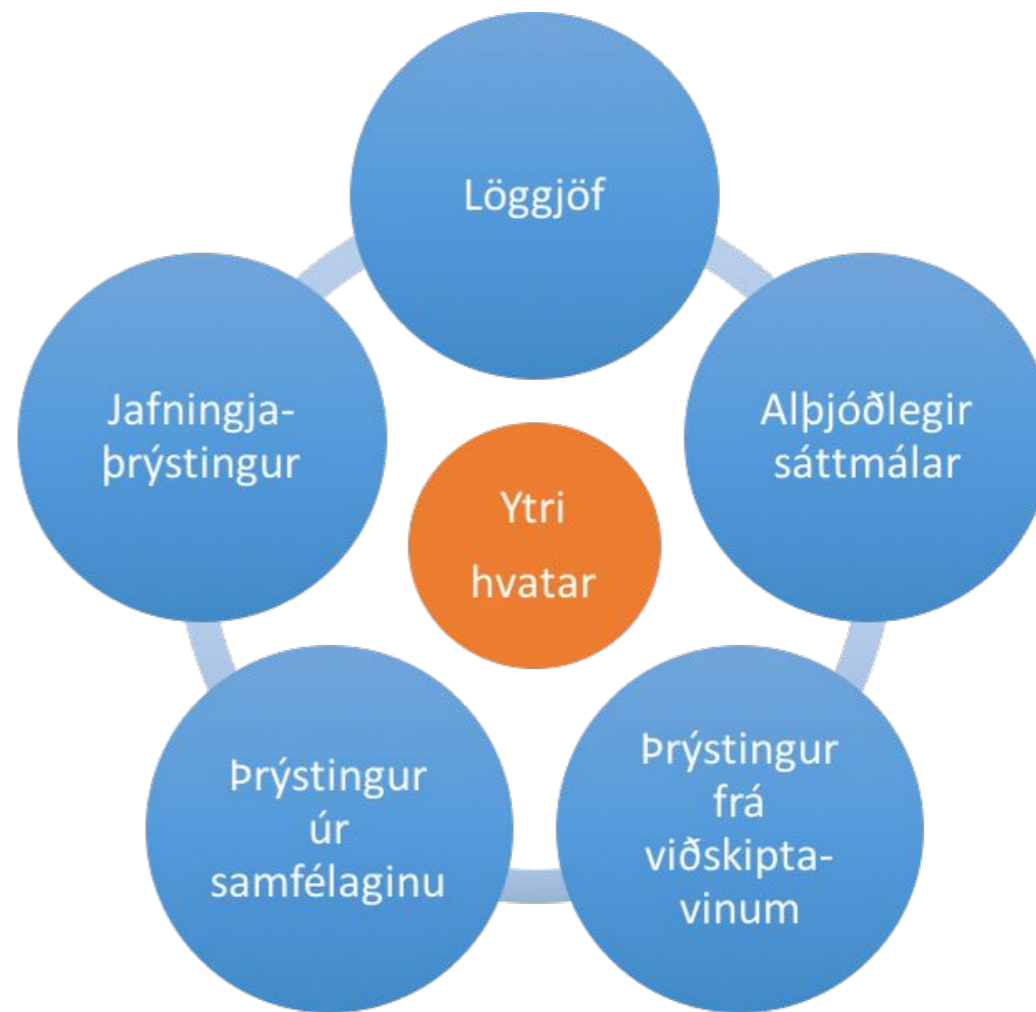 Löggjöf
Alþjóðlegir
sáttmálar
Þrýstingur
frá
viðskipta-
vinum
Þrýstingur
úr
samfélaginu
Jafningja-
þrýstingur
Ytri
hvatar